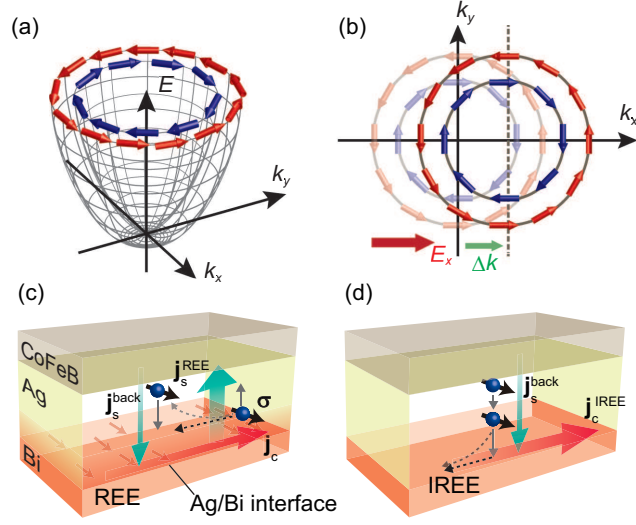 (a)
E
k_y
k_x
(b)
k_y
k_x
E_x
Δk
(c)
CoFeB
Ag
Bi
j_s^back
j_s^REE
σ
j_c
REE
Ag/Bi interface
(d)
j_s^back
j_c^IREE
IREE